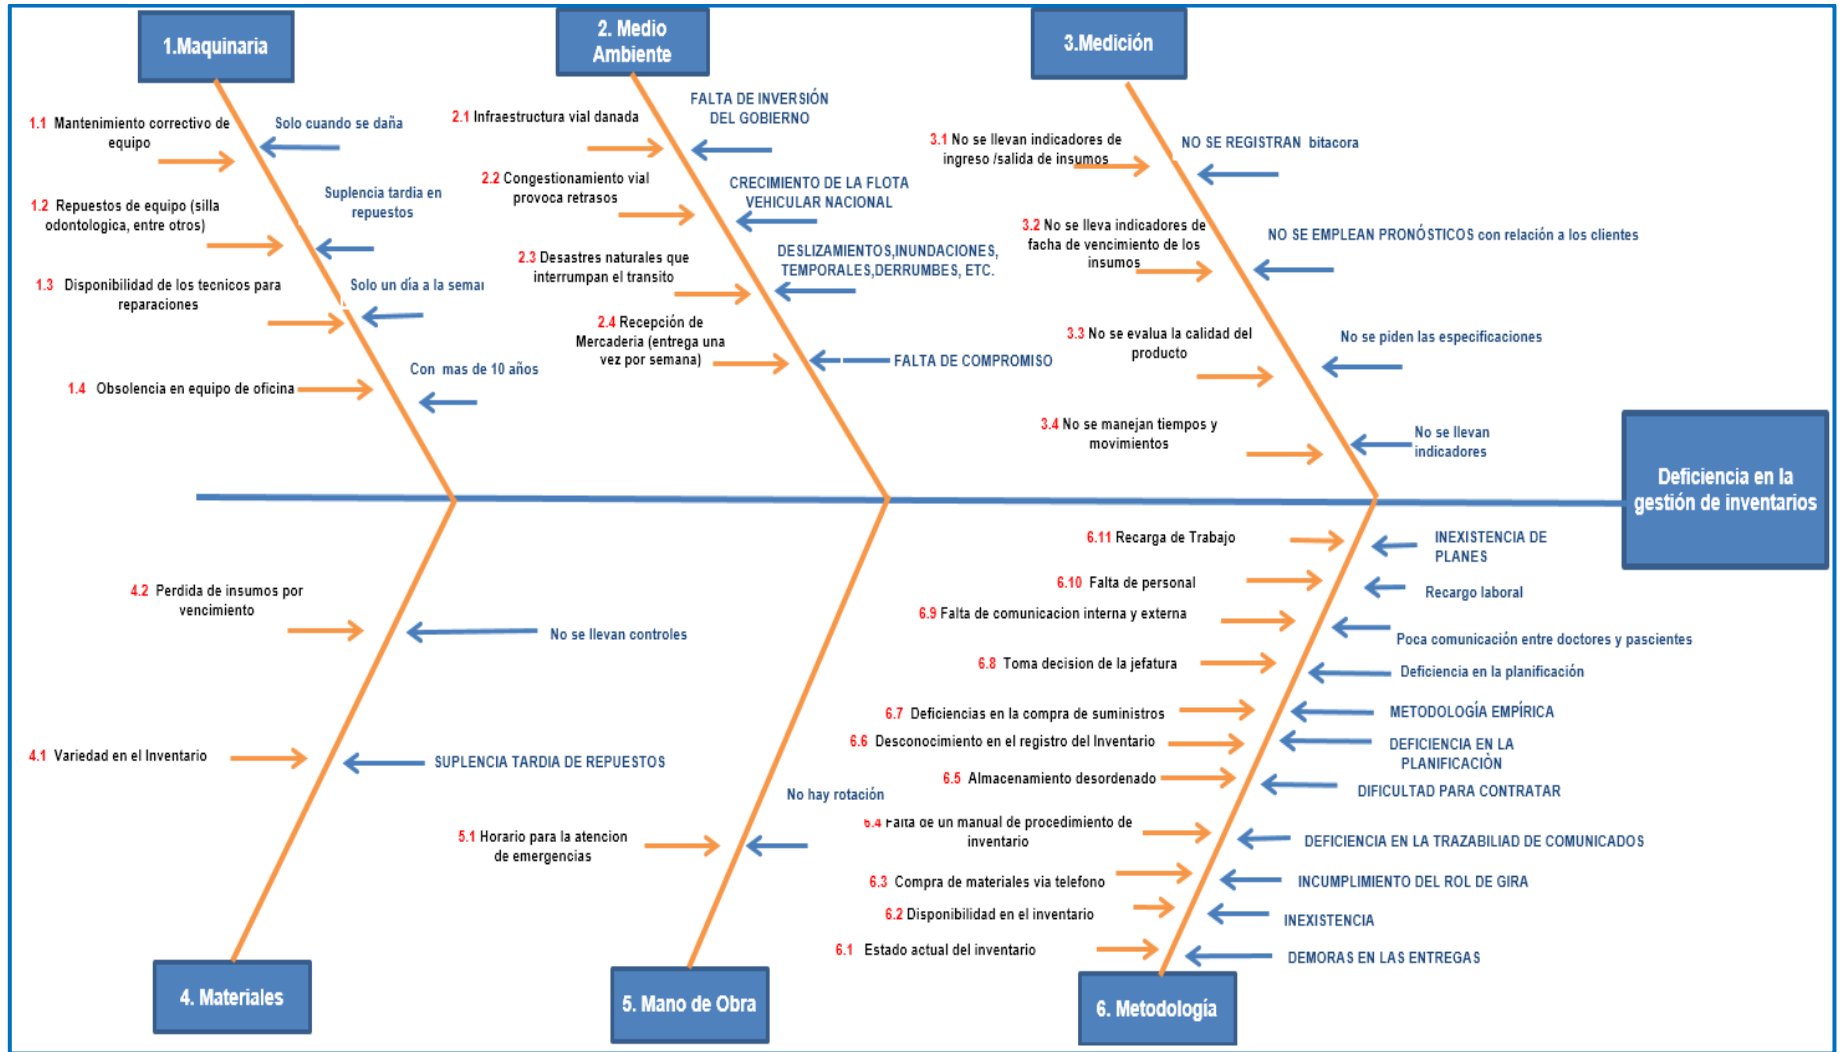 1.Maquinaria
1.1 Mantenimiento correctivo de
equipo
Solo cuando se daña
1.2 Repuestos de equipo (silla
odontologica, entre otros)
Suplencia tardia en
repuestos
1.3 Disponibilidad de los tecnicos para
reparaciones
Solo un día a la semai
1.4 Obsolencia en equipo de oficina
Con mas de 10 años
2. Medio
Ambiente
2.1 Infraestructura vial danada
FALTA DE INVERSIÓN
DEL GOBIERNO
2.2 Congestionamiento vial
provoca retrasos
CRECIMIENTO DE LA FLOTA
VEHICULAR NACIONAL
2.3 Desastres naturales que
interrumpan el transito
DESLIZAMIENTOS,INUNDACIONES,
TEMPORALES,DERRUMBES, ETC.
2.4 Recepción de
Mercaderia (entrega una
vez por semana)
FALTA DE COMPROMISO
3.Medición
3.1 No se llevan indicadores de
ingreso /salida de insumos
NO SE REGISTRAN bitacora
3.2 No se lleva indicadores de
facha de vencimiento de los
insumos
NO SE EMPLEAN PRONÓSTICOS con relación a los clientes
3.3 No se evalua la calidad del
producto
No se piden las especificaciones
3.4 No se manejan tiempos y
movimientos
No se llevan
indicadores
Deficiencia en la
gestiòn de inventarios
4.2 Perdida de insumos por
vencimiento
No se llevan controles
4.1 Variedad en el Inventario
SUPLENCIA TARDIA DE REPUESTOS
4. Materiales
5.1 Horario para la atencion
de emergencias
No hay rotación
5. Mano de Obra
6.11 Recarga de Trabajo
INEXISTENCIA DE
PLANES
6.10 Falta de personal
Recargo laboral
6.9 Falta de comunicacion interna y externa
Poca comunicación entre doctores y pascientes
6.8 Toma decision de la jefatura
Deficiencia en la planificación
6.7 Deficiencias en la compra de suministros
METODOLOGÍA EMPÍRICA
6.6 Desconocimiento en el registro del Inventario
DEFICIENCIA EN LA
PLANIFICACIÒN
6.5 Almacenamiento desordenado
DIFICULTAD PARA CONTRATAR
6.4 Falta de un manual de procedimiento de
inventario
DEFICIENCIA EN LA TRAZABILIAD DE COMUNICADOS
6.3 Compra de materiales via telefono
INCUMPLIMIENTO DEL ROL DE GIRA
6.2 Disponibilidad en el inventario
INEXISTENCIA
6.1 Estado actual del inventario
DEMORAS EN LAS ENTREGAS
6. Metodología